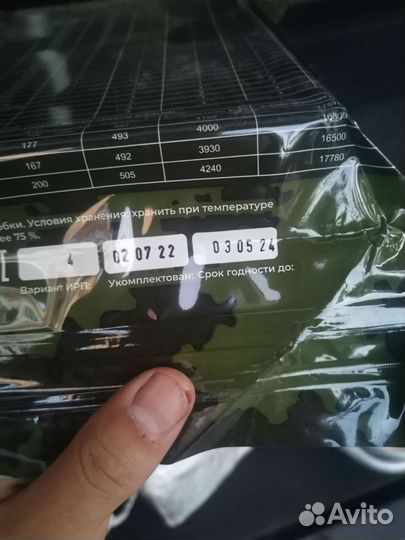 177 493 4000 16800
167 492 3930 16500
200 505 4240 17780
бки. Условия хранения: хранить при температуре
ее 75 %.
4 02 07 22 03 05 24
Вариант ИРП: Укомплектован: Срок годности до:
Avito